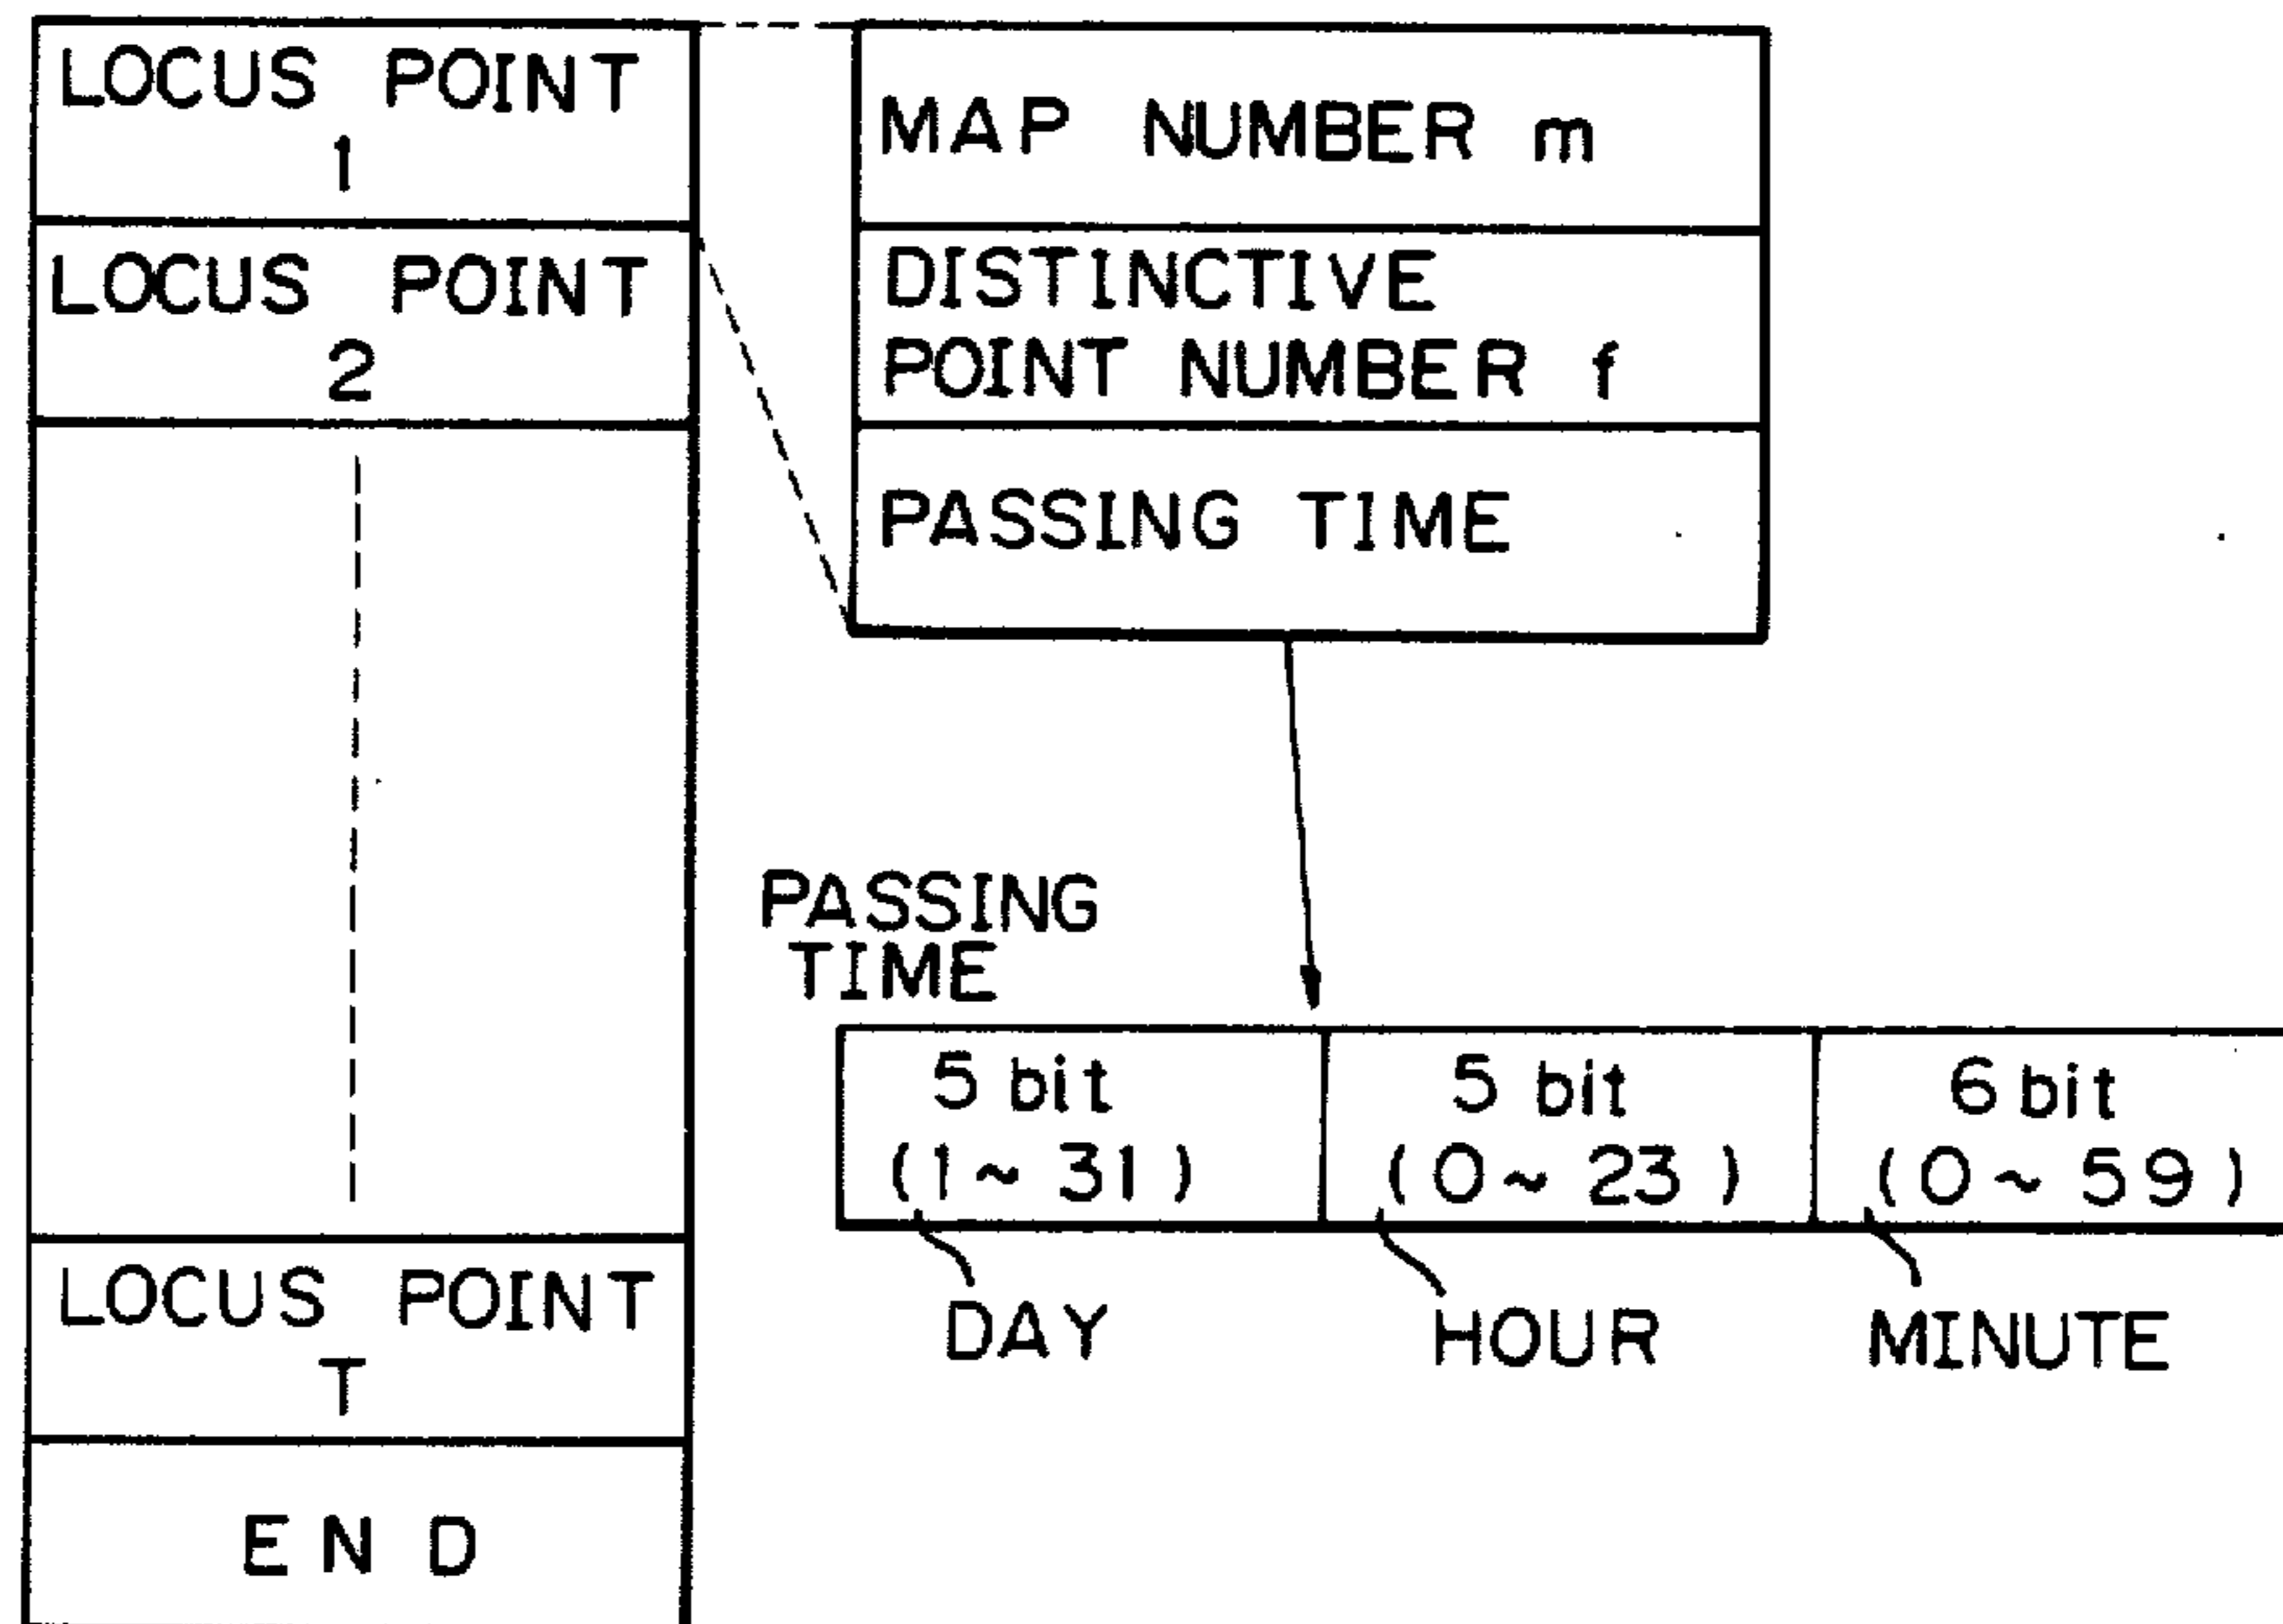 LOCUS POINT
1
LOCUS POINT
2
LOCUS POINT
T
END
MAP NUMBER m
DISTINCTIVE
POINT NUMBER f
PASSING TIME
PASSING
TIME
5 bit
(1~31)
5 bit
(0~23)
6 bit
(0~59)
DAY
HOUR
MINUTE